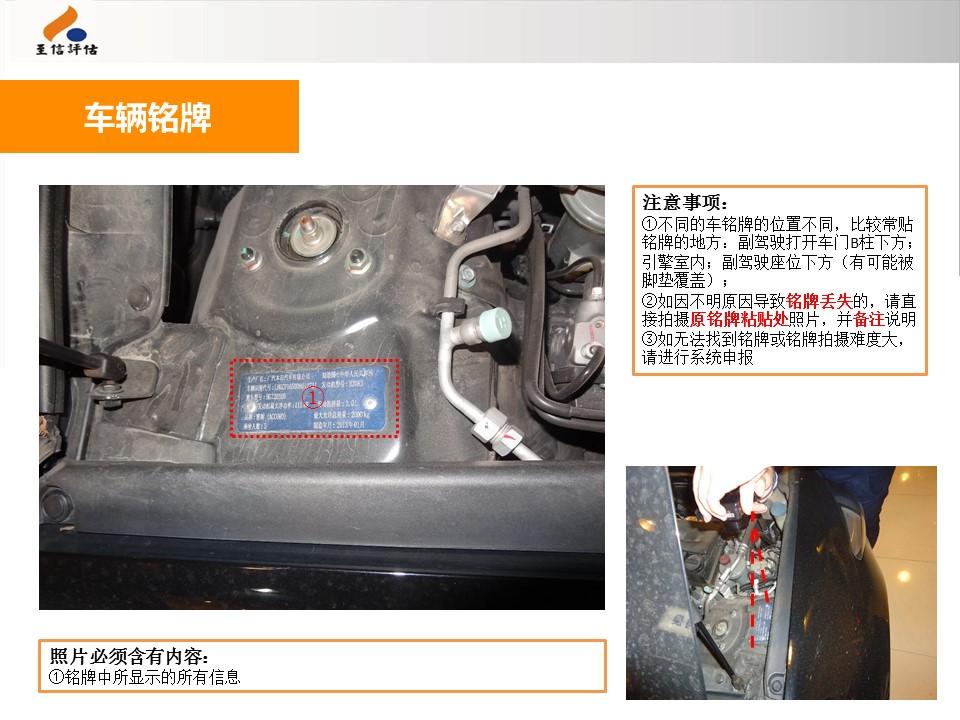 至信評估
车辆铭牌
注意事项：
①不同的车铭牌的位置不同，比较常贴
铭牌的地方：副驾驶打开车门B柱下方；
引擎室内；副驾驶座位下方（有可能被
脚垫覆盖）；
②如因不明原因导致铭牌丢失的，请直
接拍摄原铭牌粘贴处照片，并备注说明
③如无法找到铭牌或铭牌拍摄难度大，
请进行系统申报
①
照片必须含有内容：
①铭牌中所显示的所有信息